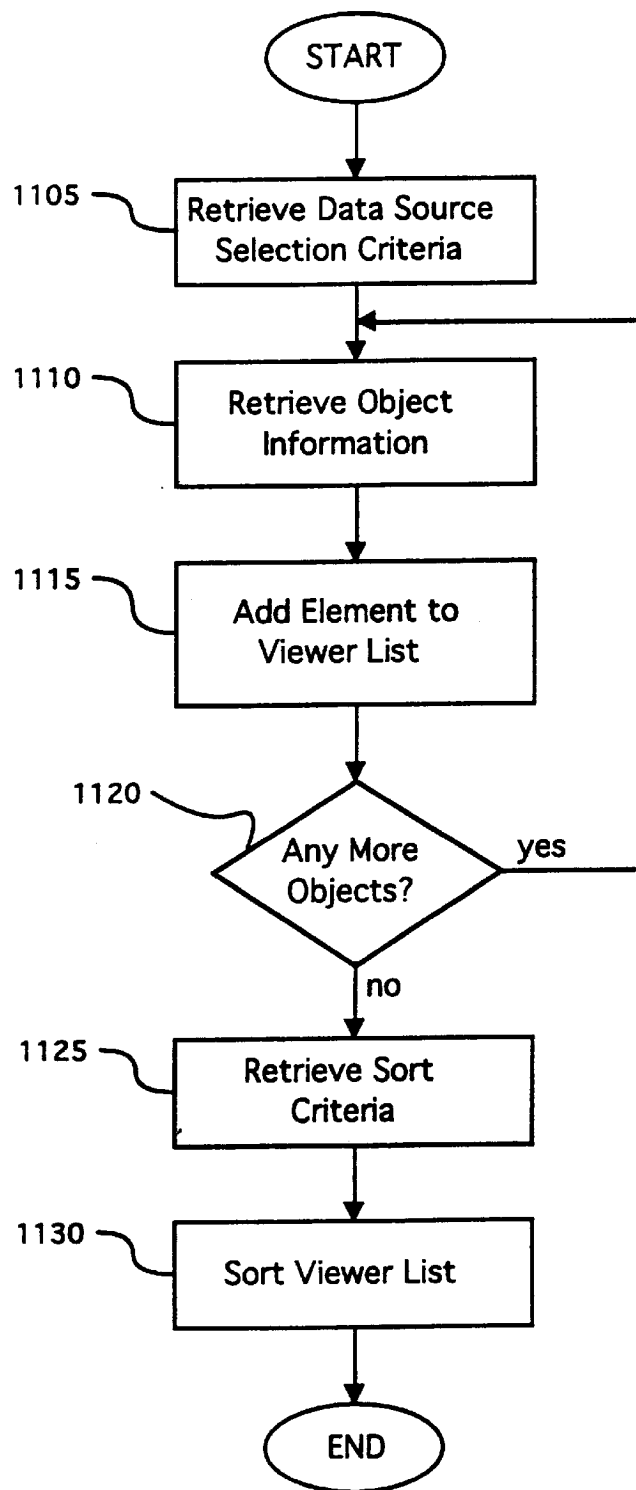 START
1105
Retrieve Data Source
Selection Criteria
1110
Retrieve Object
Information
1115
Add Element to
Viewer List
1120
Any More
Objects?
yes
no
1125
Retrieve Sort
Criteria
1130
Sort Viewer List
END